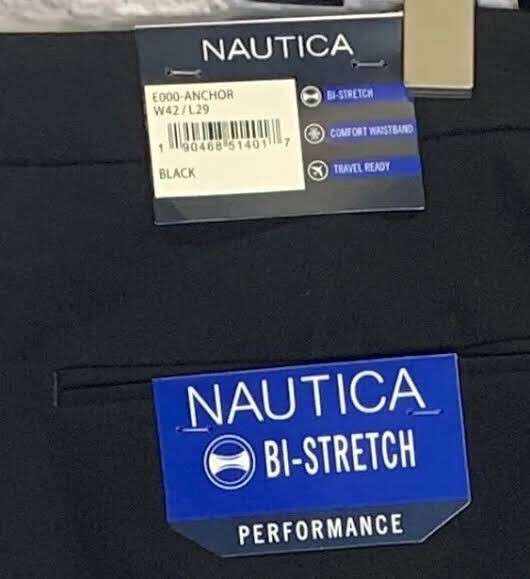 NAUTICA
E000-ANCHOR
W42 / L29
1 90468 51401 7
BLACK
BI-STRETCH
COMFORT WAISTBAND
TRAVEL READY
NAUTICA
BI-STRETCH
PERFORMANCE